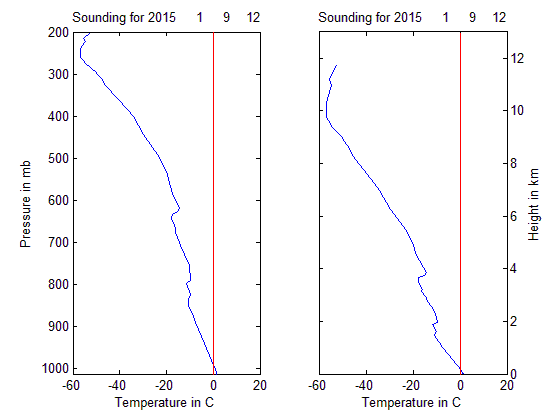 Sounding for 2015 1 9 12
Sounding for 2015 1 9 12
200
300
400
500
600
700
800
900
1000
Pressure in mb
-60 -40 -20 0 20
Temperature in C
12
10
8
6
4
2
0
Height in km
-60 -40 -20 0 20
Temperature in C